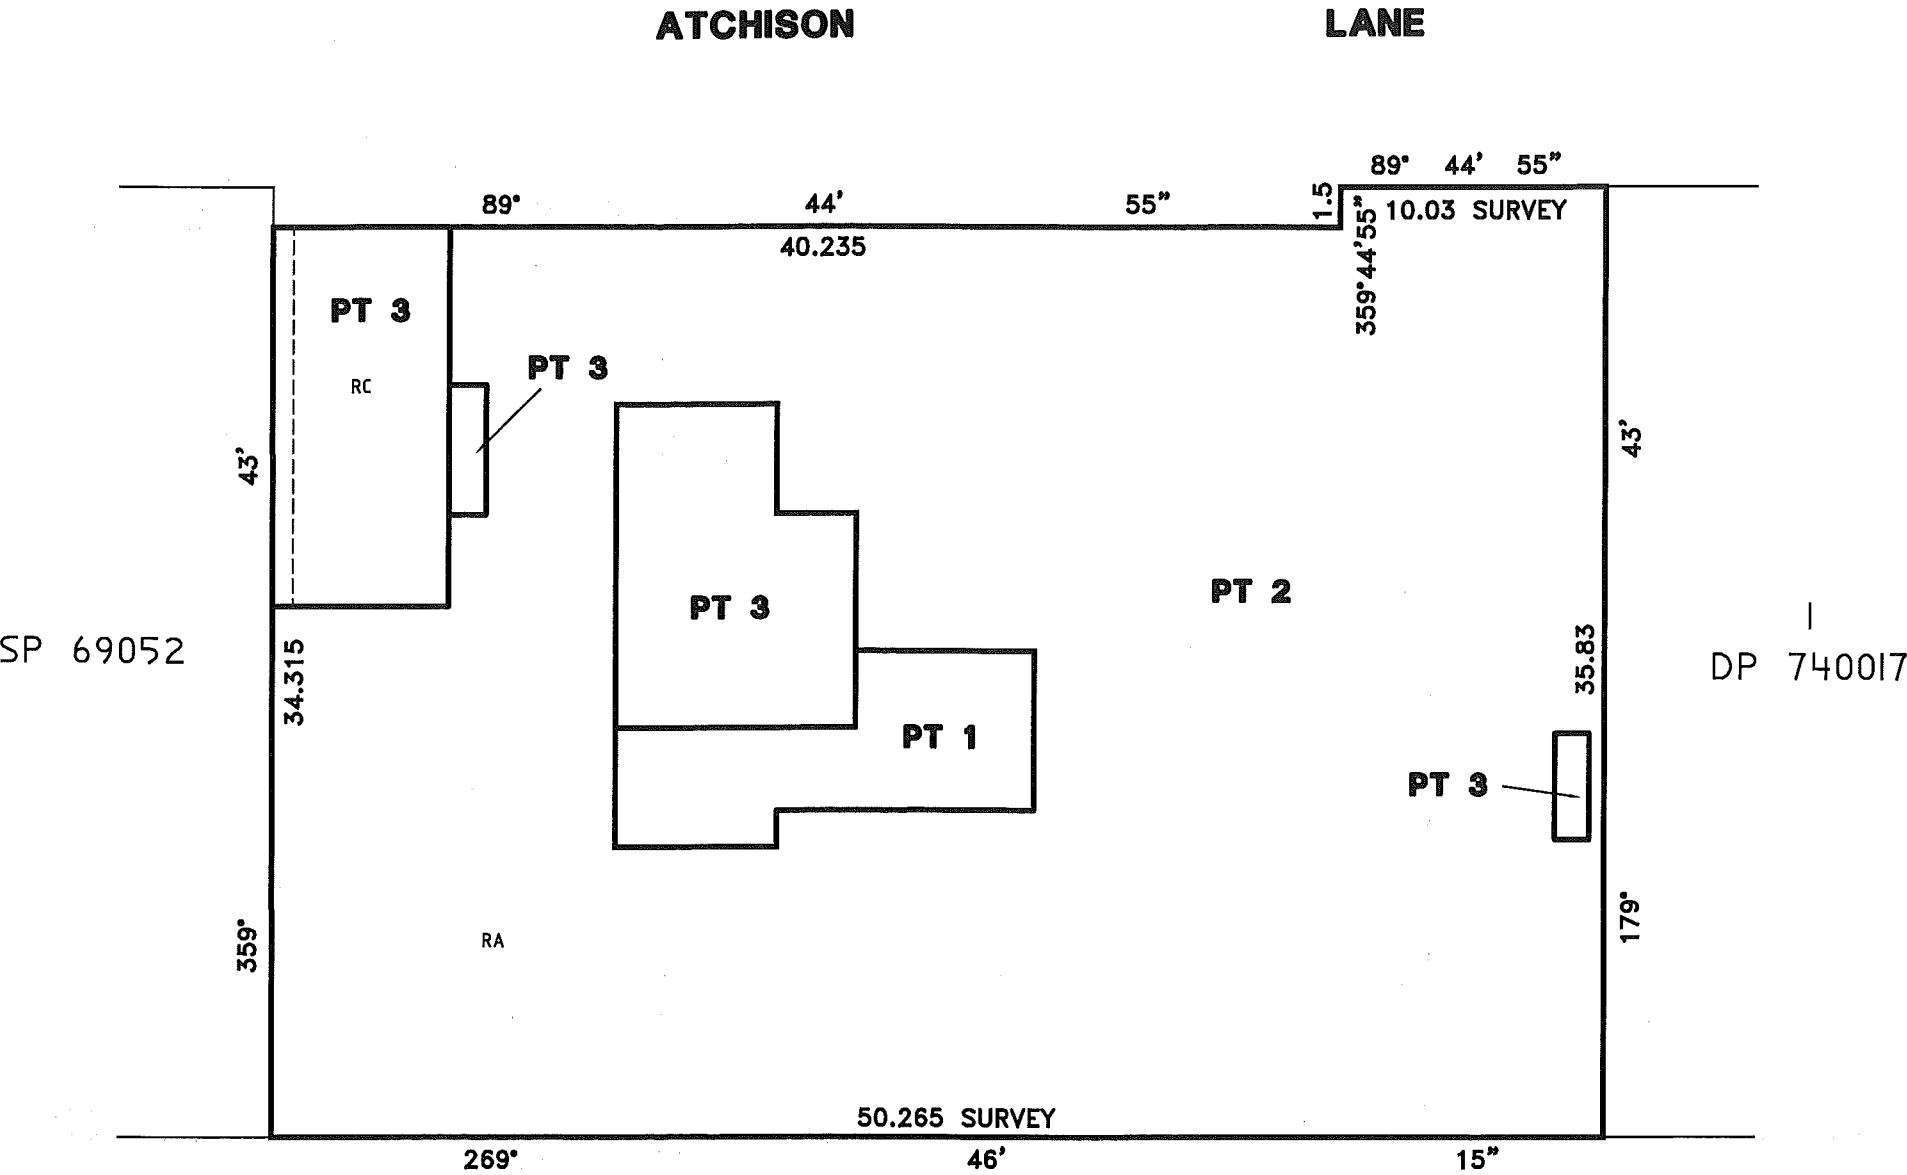 ATCHISON LANE
89° 44' 55"
89° 44' 55"
1.5
10.03 SURVEY
359°44'55"
40.235
PT 3
PT 3
RC
43'
43'
PT 2
PT 3
I
SP 69052
34.315
35.83
DP 740017
PT 1
PT 3
359°
179°
RA
50.265 SURVEY
269° 46' 15"